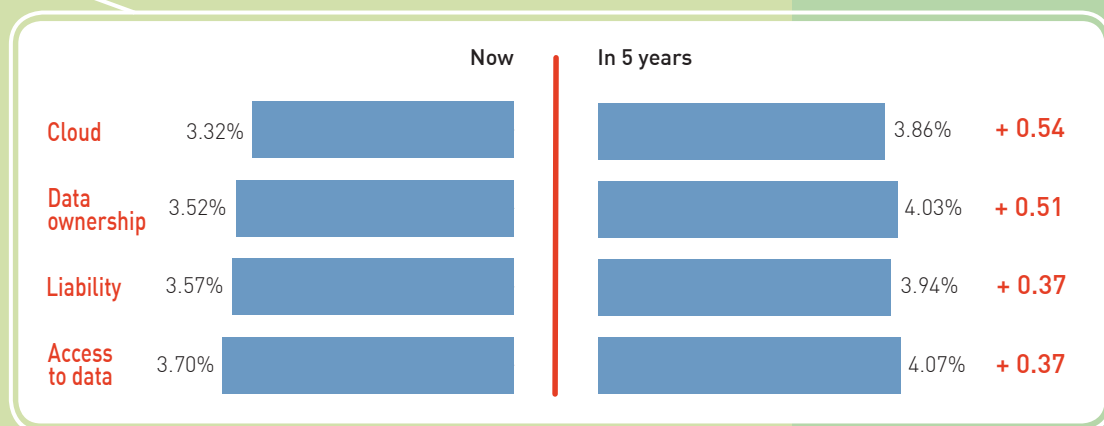 Now In 5 years
Cloud 3.32% 3.86% + 0.54
Data
ownership 3.52% 4.03% + 0.51
Liability 3.57% 3.94% + 0.37
Access
to data 3.70% 4.07% + 0.37